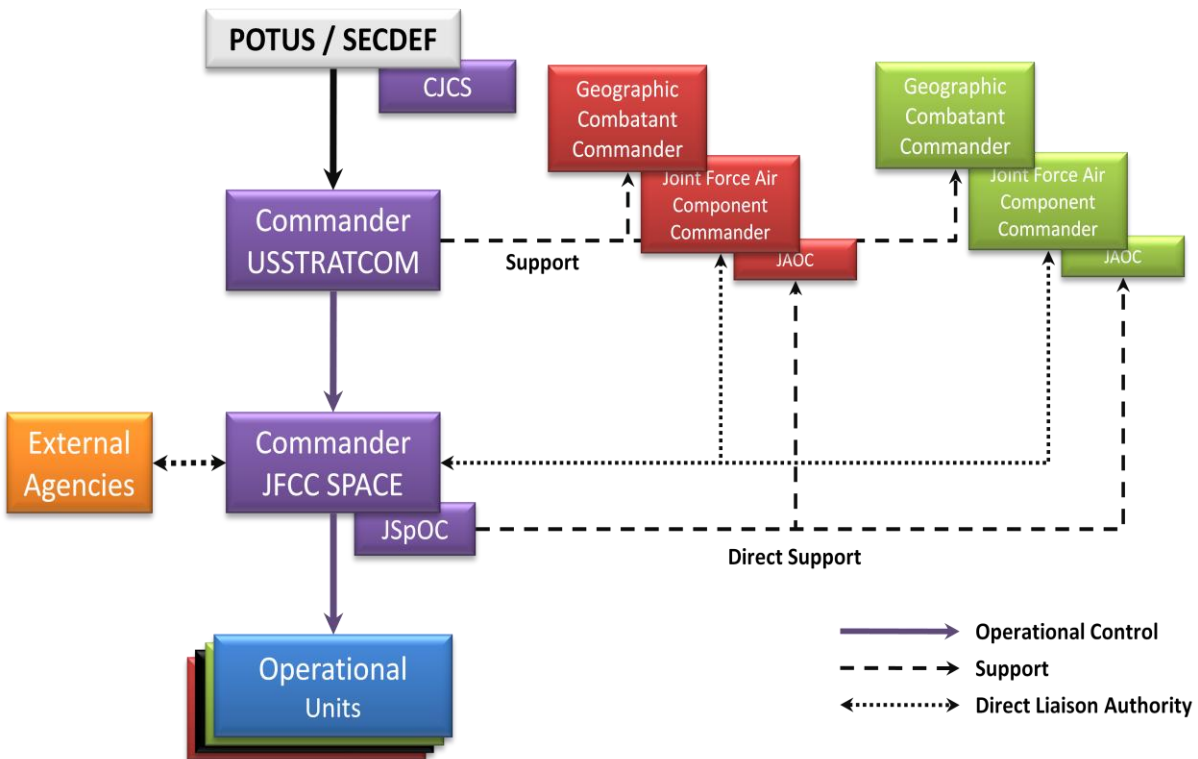 POTUS / SECDEF
CJCS
Geographic
Combatant
Commander
Joint Force Air
Component
Commander
JAOC
Geographic
Combatant
Commander
Joint Force Air
Component
Commander
JAOC
Commander
USSTRATCOM
Support
External
Agencies
Commander
JFCC SPACE
JSpOC
Direct Support
Operational
Units
Operational Control
Support
Direct Liaison Authority